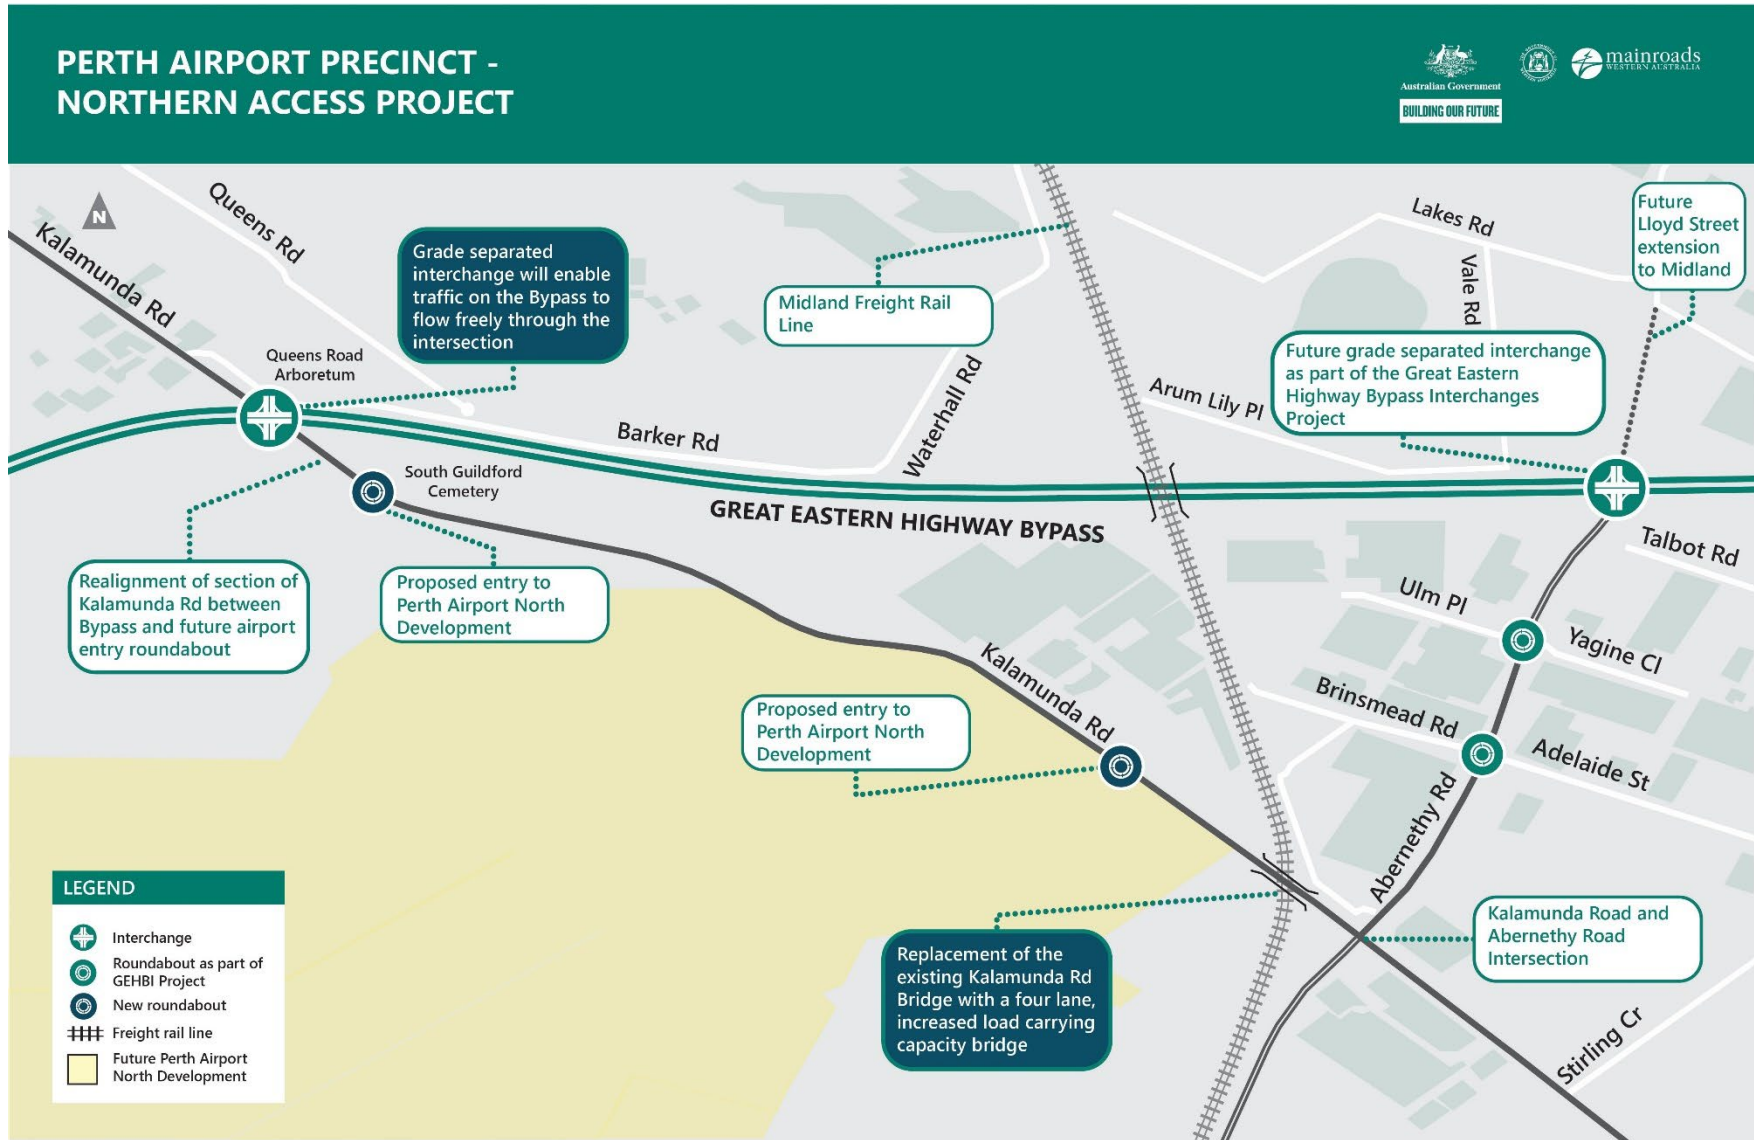 PERTH AIRPORT PRECINCT -
NORTHERN ACCESS PROJECT
Australian Government
BUILDING OUR FUTURE
mainroads
WESTERN AUSTRALIA
N
Kalamunda Rd
Queens Rd
Queens Road
Arboretum
Grade separated
interchange will enable
traffic on the Bypass to
flow freely through the
intersection
Midland Freight Rail
Line
Lakes Rd
Vale Rd
Future
Lloyd Street
extension
to Midland
Future grade separated interchange
as part of the Great Eastern
Highway Bypass Interchanges
Project
Arum Lily Pl
Waterhall Rd
Barker Rd
South Guildford
Cemetery
GREAT EASTERN HIGHWAY BYPASS
Talbot Rd
Realignment of section of
Kalamunda Rd between
Bypass and future airport
entry roundabout
Proposed entry to
Perth Airport North
Development
Ulm Pl
Yagine Cl
Kalamunda Rd
Brinsmead Rd
Adelaide St
Proposed entry to
Perth Airport North
Development
Abernethy Rd
Kalamunda Road and
Abernethy Road
Intersection
Replacement of the
existing Kalamunda Rd
Bridge with a four lane,
increased load carrying
capacity bridge
Stirling Cr
LEGEND
Interchange
Roundabout as part of
GEHBI Project
New roundabout
Freight rail line
Future Perth Airport
North Development